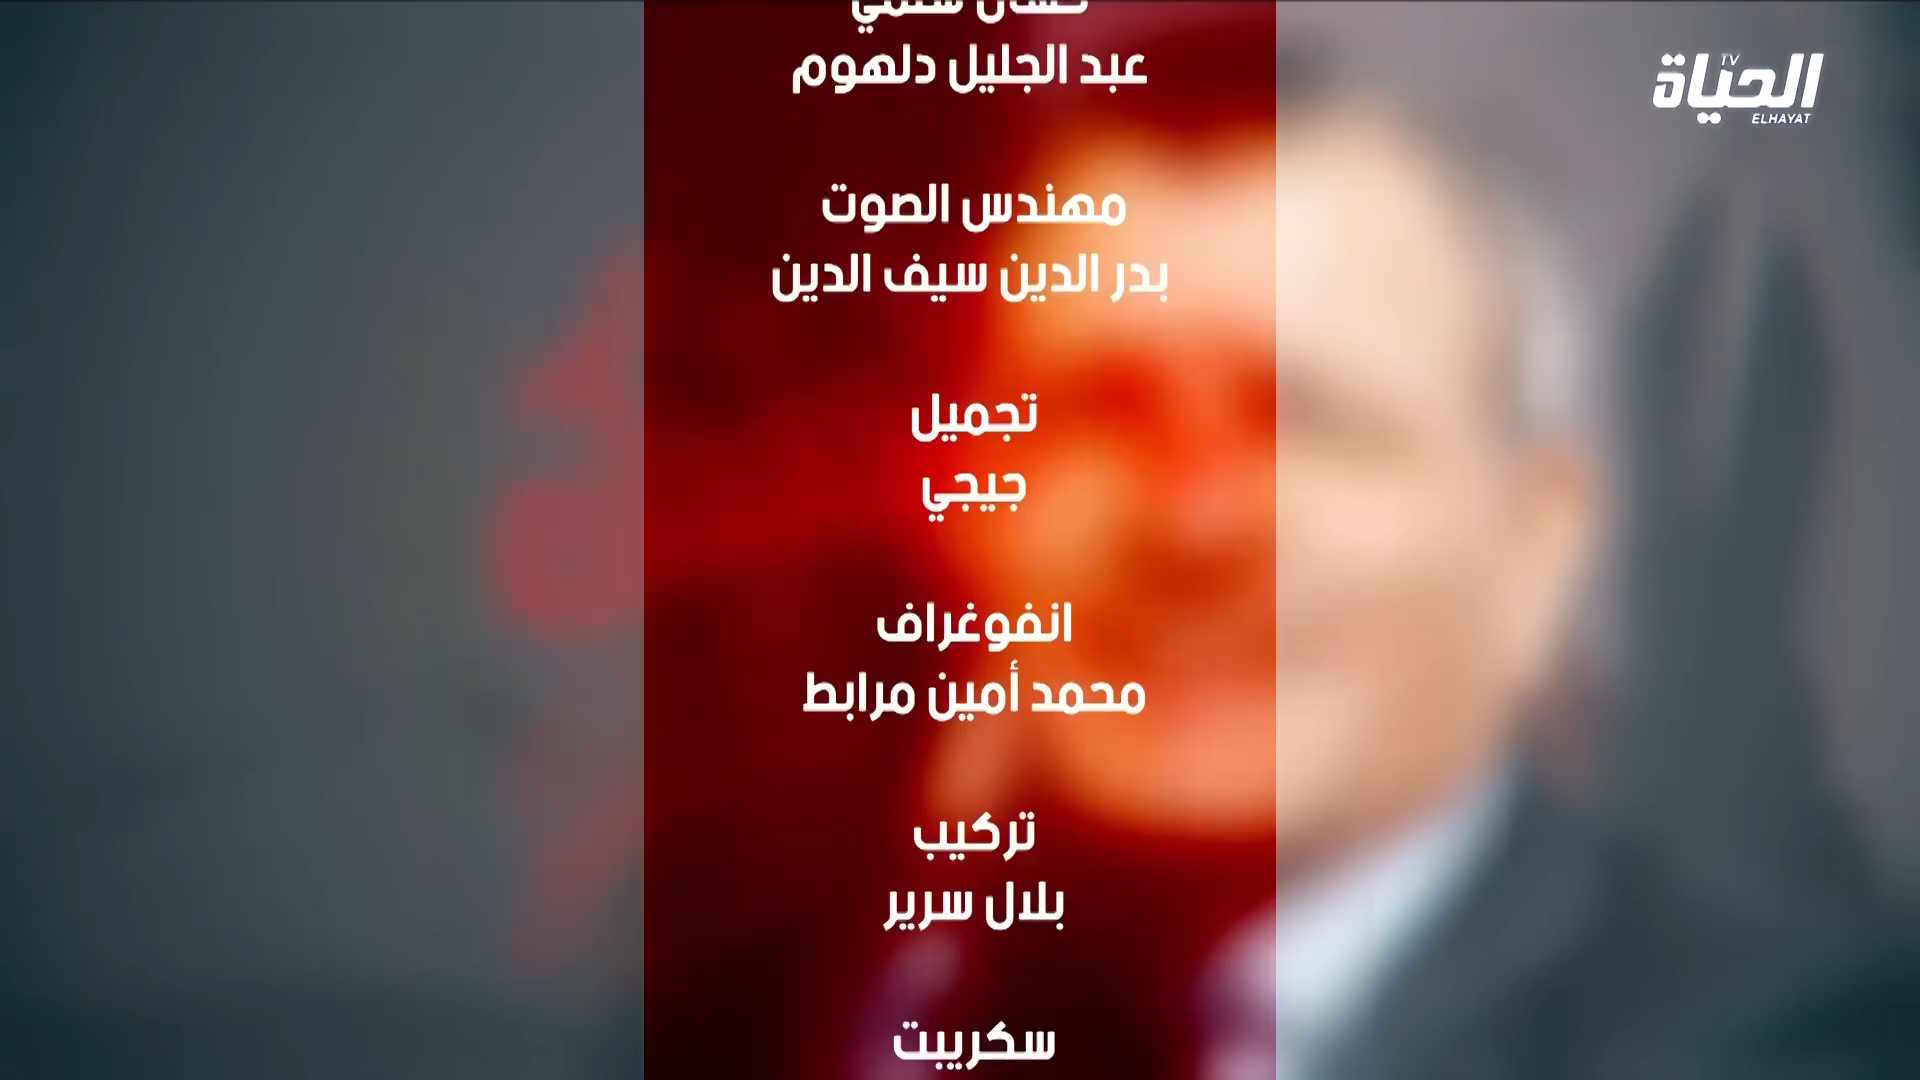 عبد الجليل دلهوم
مهندس الصوت
بدر الدين سيف الدين
تجميل
جيجي
انفوغراف
محمد أمين مرابط
تركيب
بلال سرير
سكريبت
الحياة
TV
ELHAYAT